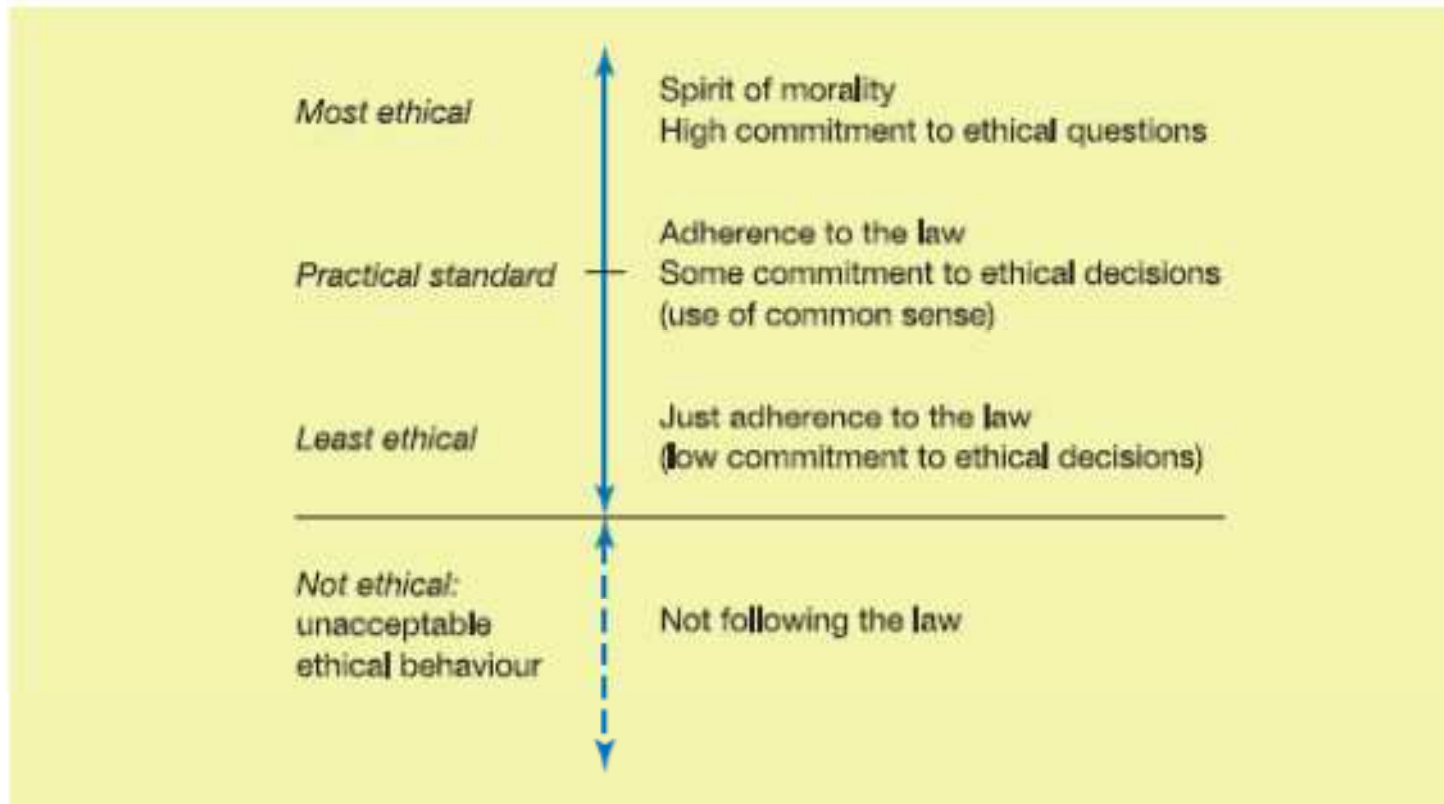 Most ethical
Spirit of morality
High commitment to ethical questions
Practical standard
Adherence to the law
Some commitment to ethical decisions
(use of common sense)
Least ethical
Just adherence to the law
(low commitment to ethical decisions)
Not ethical:
unacceptable
ethical behaviour
Not following the law